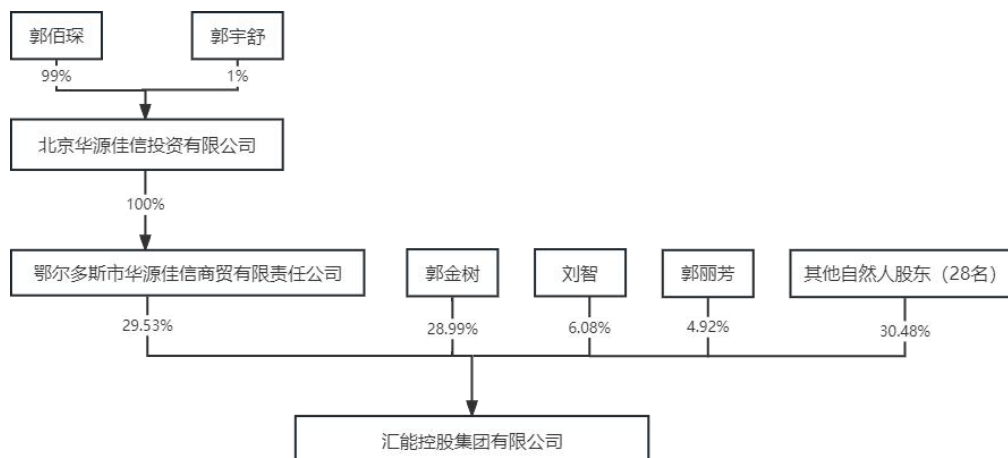 郭佰琛
郭宇舒
99%
1%
北京华源佳信投资有限公司
100%
鄂尔多斯市华源佳信商贸有限责任公司
郭金树
刘智
郭丽芳
其他自然人股东（28名）
29.53%
28.99%
6.08%
4.92%
30.48%
汇能控股集团有限公司